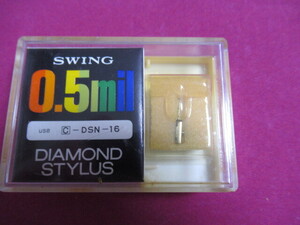 SWING
0.5mil
USE C-DSN-16
DIAMOND
STYLUS